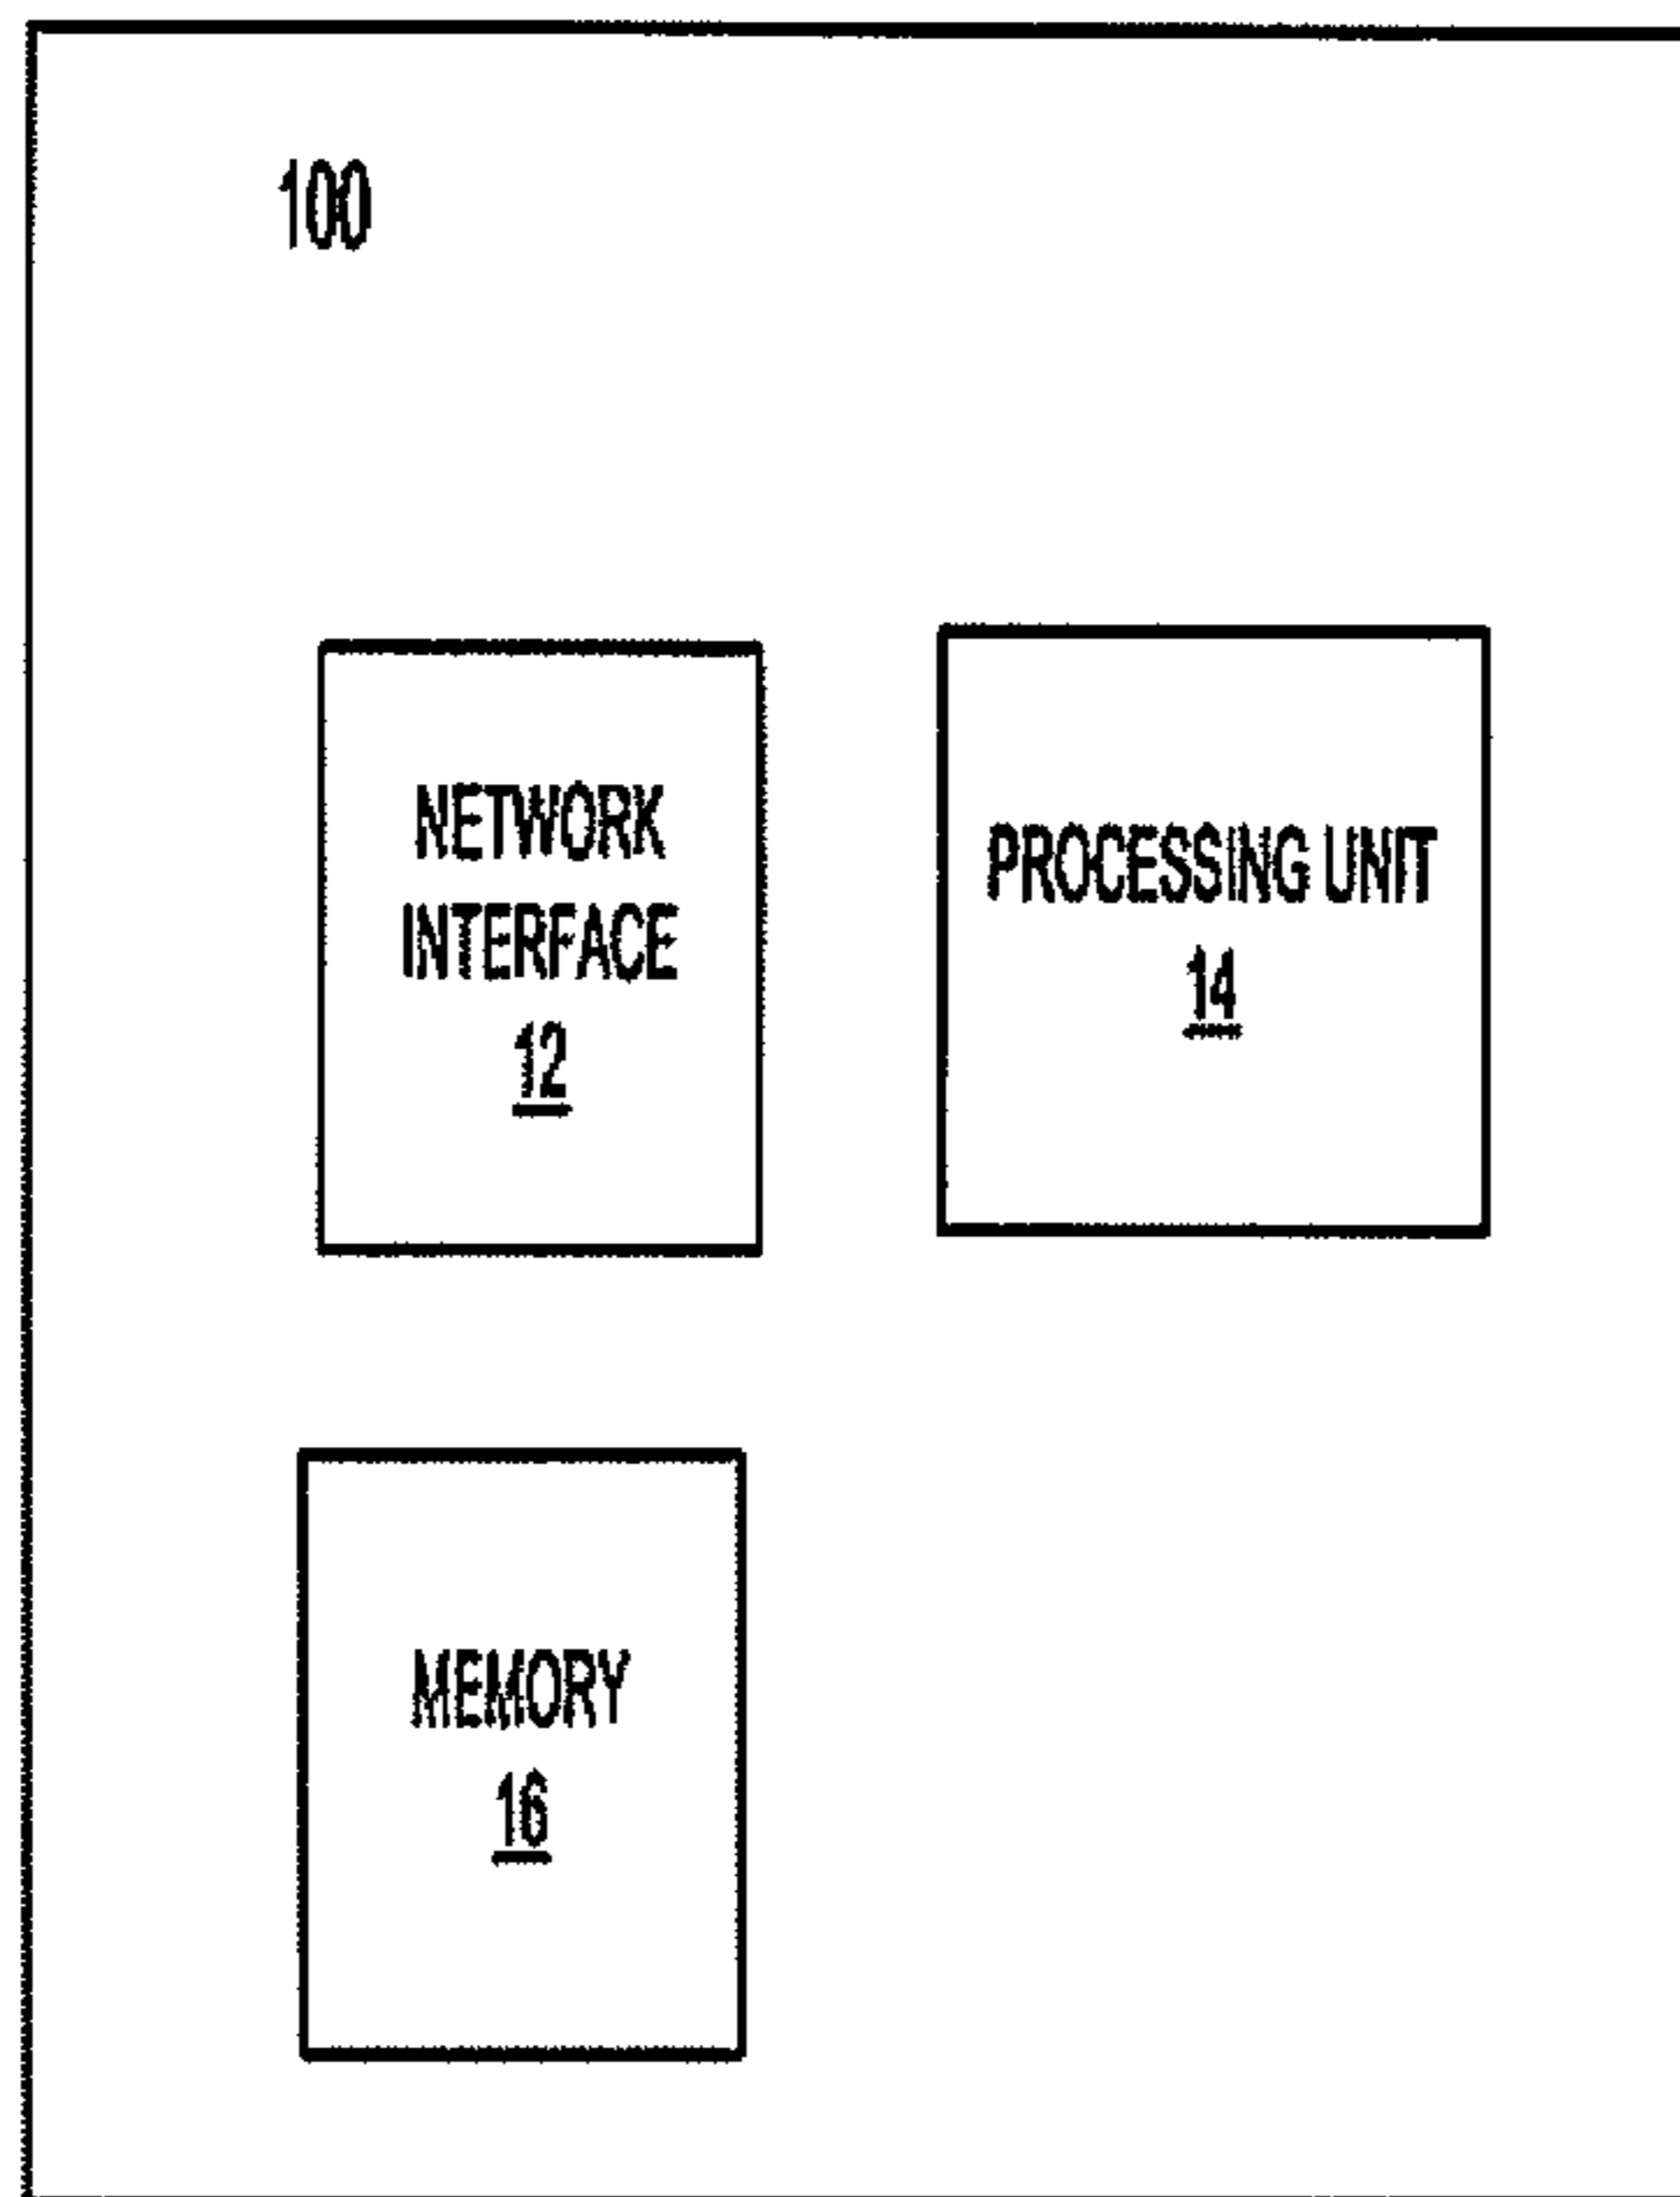 100
NETWORK
INTERFACE
12
PROCESSING UNIT
14
MEMORY
16